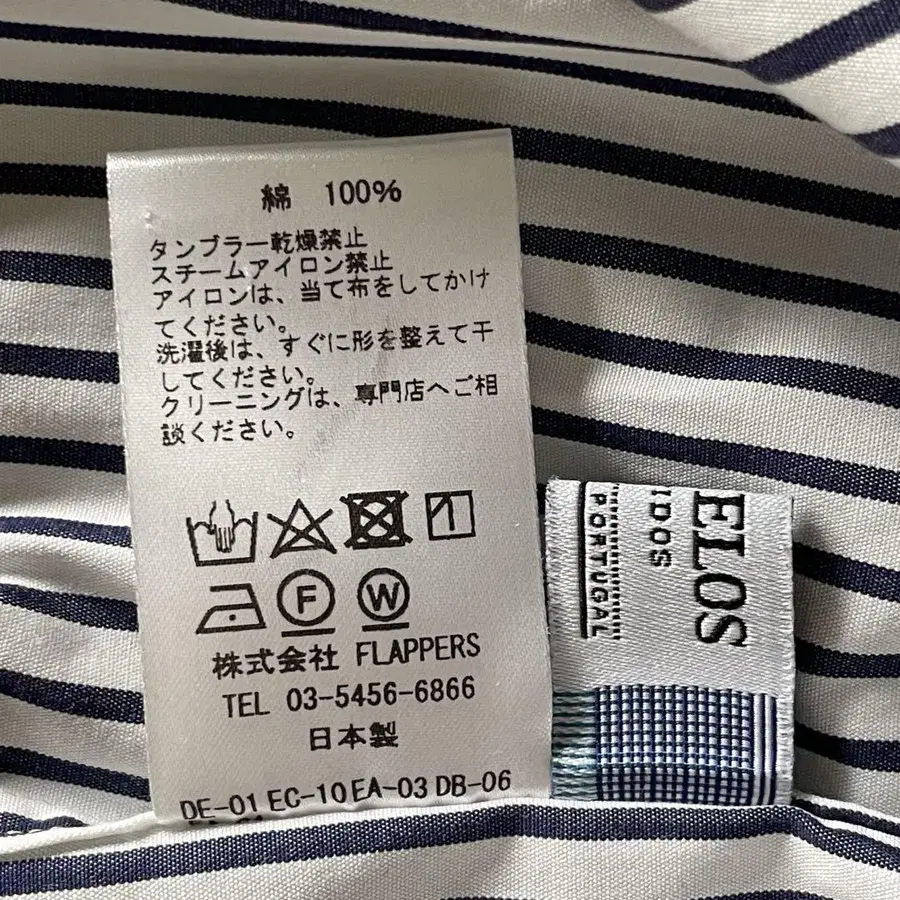 綿 100%
タンブラー乾燥禁止
スチームアイロン禁止
アイロンは、当て布をしてかけ
てください。
洗濯後は、すぐに形を整えて干
してください。
クリーニングは、専門店へご相
談ください。
F
W
株式会社 FLAPPERS
TEL 03-5456-6866
日本製
DE-01 EC-10 EA-03 DB-06
ELOS
IDOS
PORTUGAL